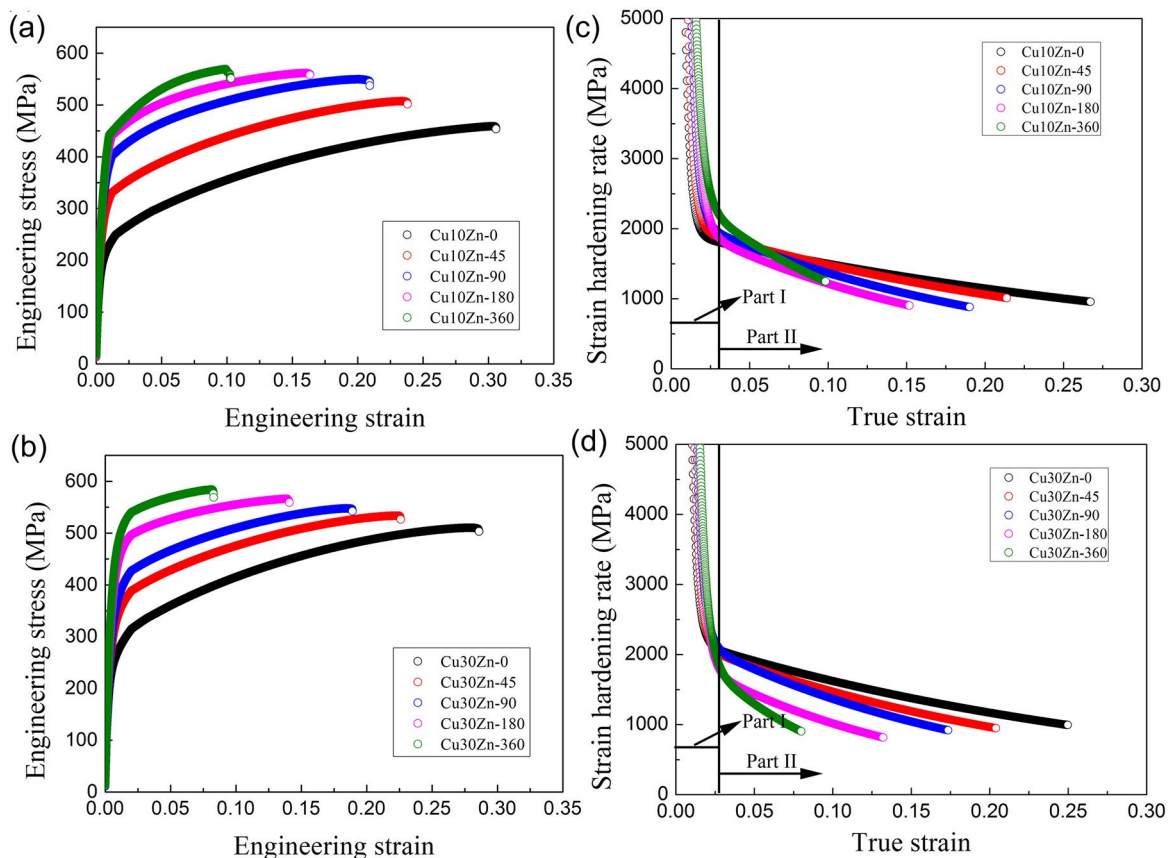 (a)
Engineering stress (MPa)
600
500
400
300
200
100
0
Cu10Zn-0
Cu10Zn-45
Cu10Zn-90
Cu10Zn-180
Cu10Zn-360
0.00 0.05 0.10 0.15 0.20 0.25 0.30 0.35
Engineering strain
(c)
Strain hardening rate (MPa)
5000
4000
3000
2000
1000
0
Cu10Zn-0
Cu10Zn-45
Cu10Zn-90
Cu10Zn-180
Cu10Zn-360
Part I
Part II
0.00 0.05 0.10 0.15 0.20 0.25 0.30
True strain
(b)
Engineering stress (MPa)
600
500
400
300
200
100
0
Cu30Zn-0
Cu30Zn-45
Cu30Zn-90
Cu30Zn-180
Cu30Zn-360
0.00 0.05 0.10 0.15 0.20 0.25 0.30 0.35
Engineering strain
(d)
Strain hardening rate (MPa)
5000
4000
3000
2000
1000
0
Cu30Zn-0
Cu30Zn-45
Cu30Zn-90
Cu30Zn-180
Cu30Zn-360
Part I
Part II
0.00 0.05 0.10 0.15 0.20 0.25 0.30
True strain